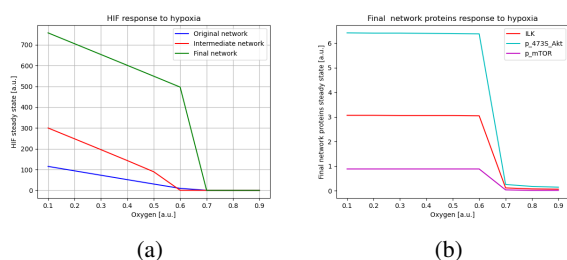 HIF response to hypoxia
Original network
Intermediate network
Final network
HIF steady state [a.u.]
700
600
500
400
300
200
100
0
0.1 0.2 0.3 0.4 0.5 0.6 0.7 0.8 0.9
Oxygen [a.u.]
(a)
Final network proteins response to hypoxia
ILK
p_473S_Akt
p_mTOR
Final network proteins steady state [a.u.]
6
5
4
3
2
1
0
0.1 0.2 0.3 0.4 0.5 0.6 0.7 0.8 0.9
Oxygen [a.u.]
(b)